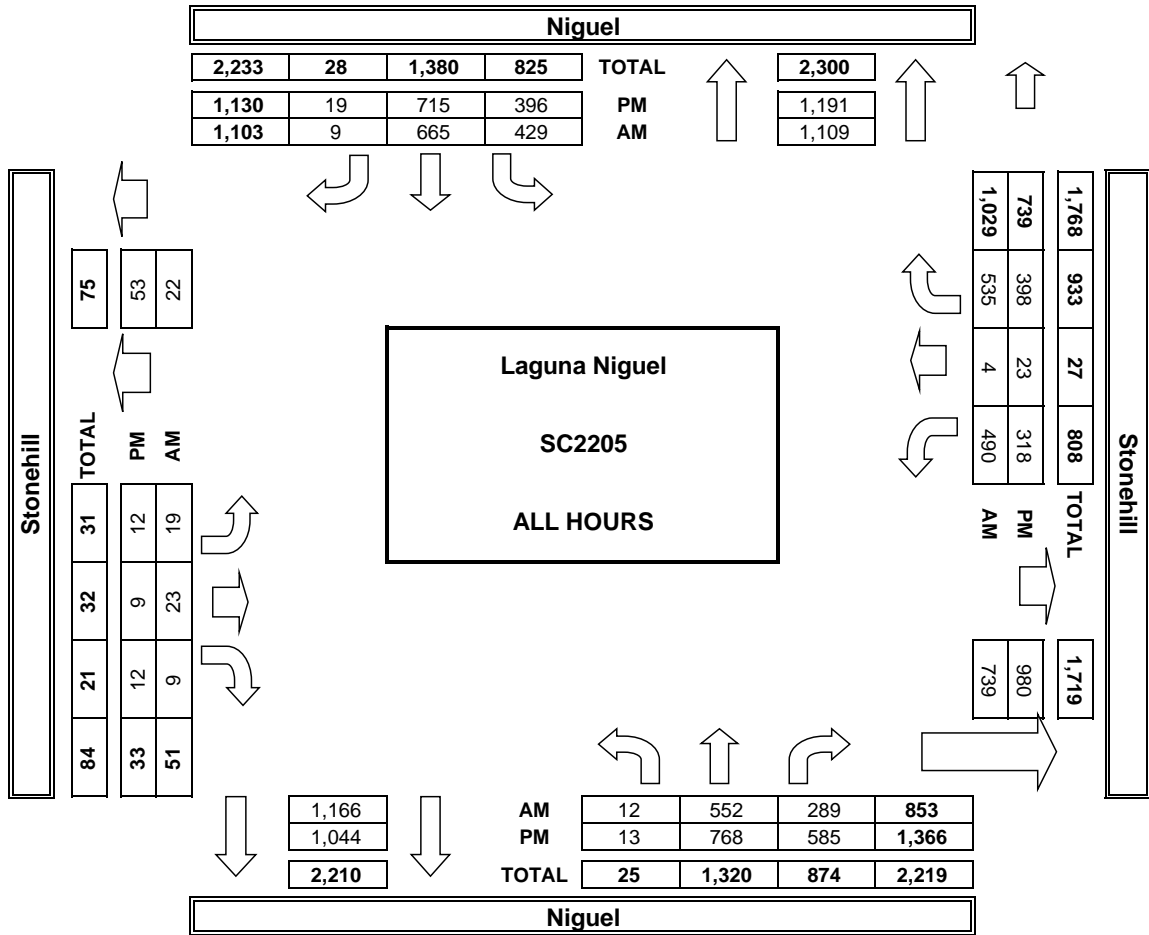 Niguel
2,233 28 1,380 825 TOTAL 2,300
1,130 19 715 396 PM 1,191
1,103 9 665 429 AM 1,109
Stonehill
75 53 22
TOTAL PM AM
31 12 19
32 9 23
21 12 9
84 33 51
Laguna Niguel
SC2205
ALL HOURS
1,029 739 1,768
535 398 933
4 23 27
490 318 808
AM PM TOTAL
739 980 1,719
Stonehill
1,166 AM 12 552 289 853
1,044 PM 13 768 585 1,366
2,210 TOTAL 25 1,320 874 2,219
Niguel